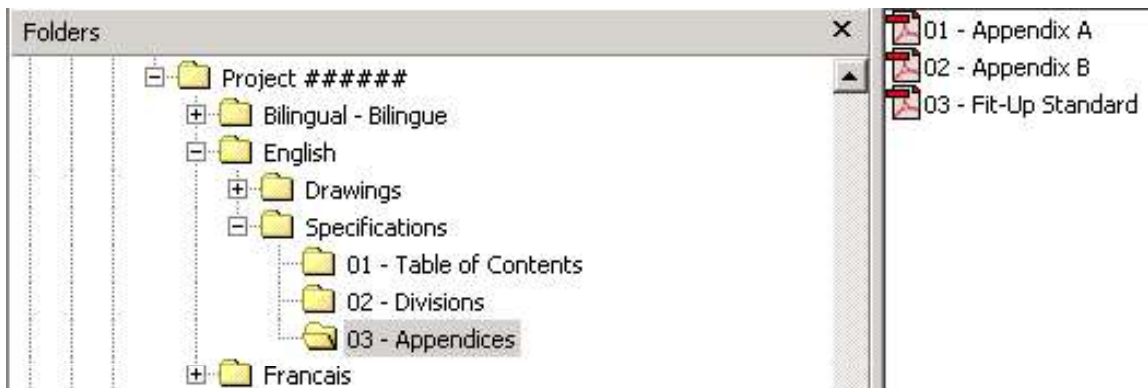 Folders
Project ######
Bilingual - Bilingue
English
Drawings
Specifications
01 - Table of Contents
02 - Divisions
03 - Appendices
Francais
01 - Appendix A
02 - Appendix B
03 - Fit-Up Standard